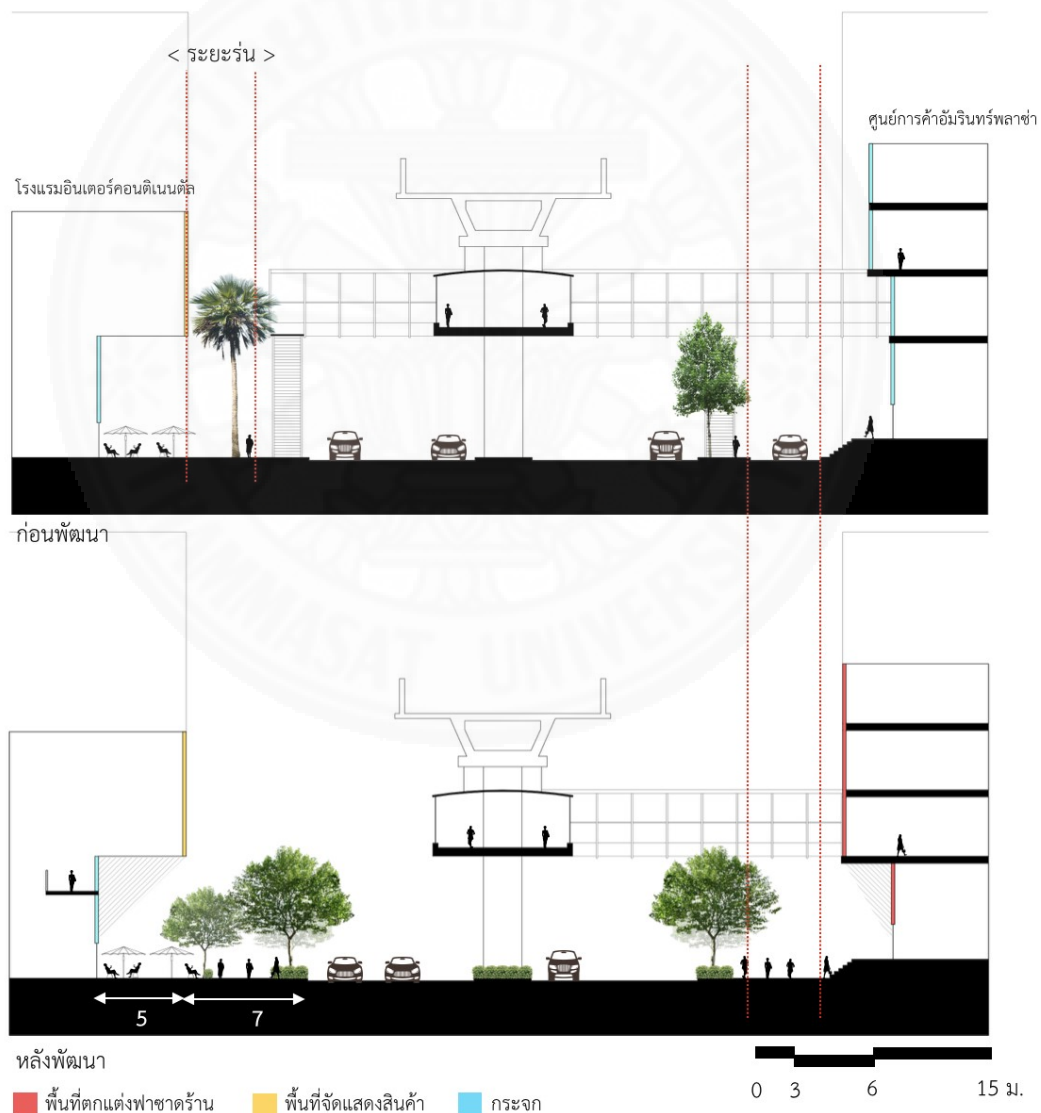 < ระยะร่น >
ศูนย์การค้าอัมรินทร์พลาซ่า
โรงแรมอินเตอร์คอนติเนนตัล
ก่อนพัฒนา
THAMMASAT UNIVERSITY
5 7
หลังพัฒนา
0 3 6 15 ม.
พื้นที่ตกแต่งฟาซาดร้าน พื้นที่จัดแสดงสินค้า กระจก